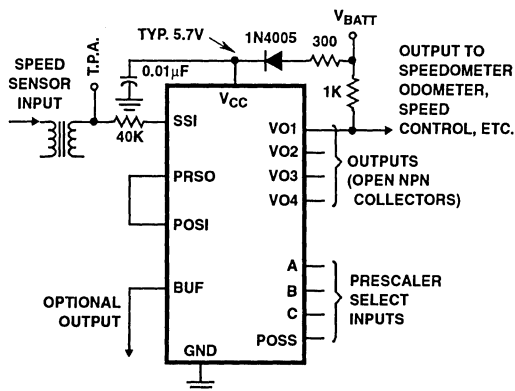 V_BATT
TYP. 5.7V
1N4005
300
T.P.A.
SPEED
SENSOR
INPUT
0.01μF
1K
OUTPUT TO
SPEEDOMETER
ODOMETER,
SPEED
CONTROL, ETC.
V_CC
40K
SSI
VO1
VO2
VO3
VO4
OUTPUTS
(OPEN NPN
COLLECTORS)
PRSO
POSI
BUF
OPTIONAL
OUTPUT
A
B
C
POSS
PRESCALER
SELECT
INPUTS
GND